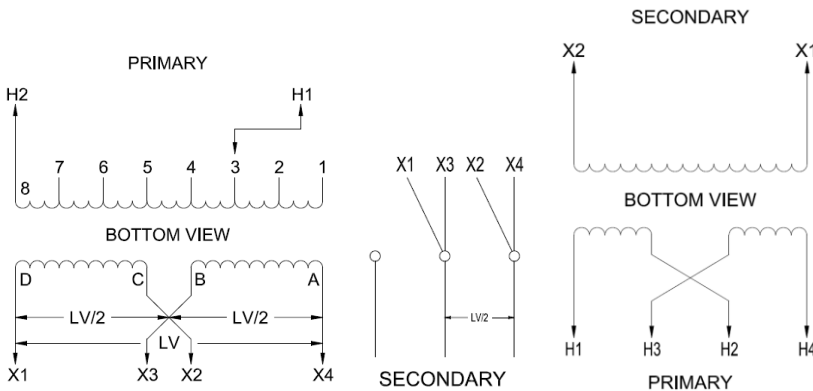 PRIMARY
H2 H1
8 7 6 5 4 3 2 1
BOTTOM VIEW
D C B A
LV/2 LV/2
LV
X1 X3 X2 X4
X1 X3 X2 X4
LV/2
SECONDARY
SECONDARY
X2 X1
BOTTOM VIEW
H1 H3 H2 H4
PRIMARY